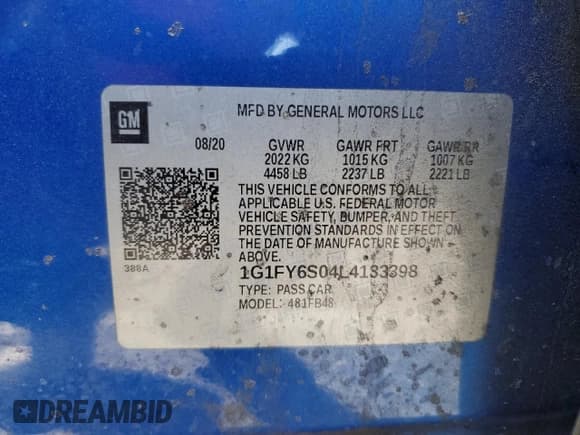 GM
MFD BY GENERAL MOTORS LLC
08/20 GVWR GAWR FRT GAWR RR
2022 KG 1015 KG 1007 KG
4458 LB 2237 LB 2221 LB
THIS VEHICLE CONFORMS TO ALL
APPLICABLE U.S. FEDERAL MOTOR
VEHICLE SAFETY, BUMPER, AND THEFT
PREVENTION STANDARDS IN EFFECT ON
THE DATE OF MANUFACTURE SHOWN
ABOVE.
388A
1G1FY6S04L4133398
TYPE: PASS CAR
MODEL: 481FB48
DREAMBID